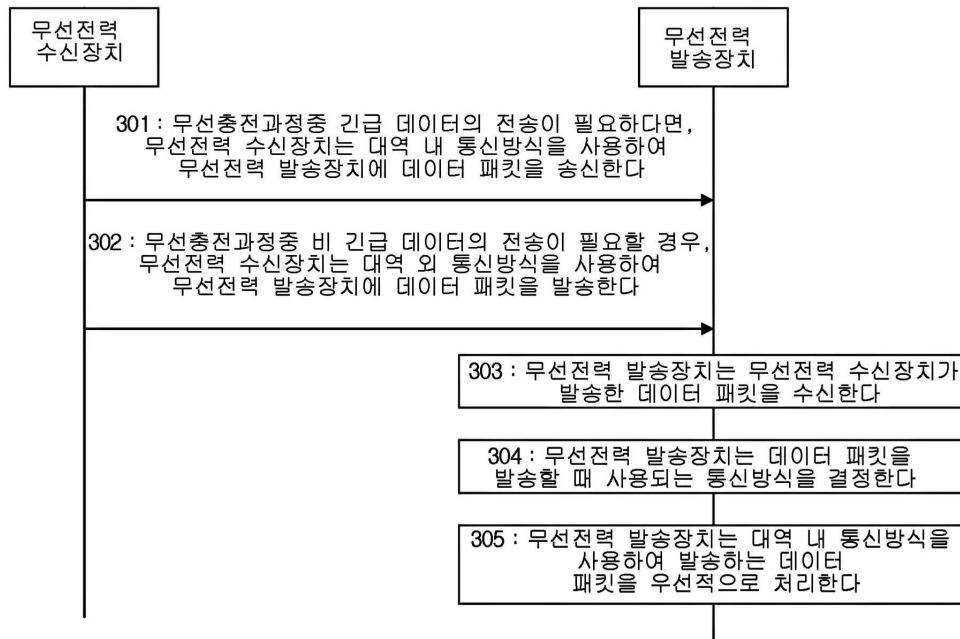 무선전력
수신장치
무선전력
발송장치
301 : 무선충전과정중 긴급 데이터의 전송이 필요하다면,
무선전력 수신장치는 대역 내 통신방식을 사용하여
무선전력 발송장치에 데이터 패킷을 송신한다
302 : 무선충전과정중 비 긴급 데이터의 전송이 필요할 경우,
무선전력 수신장치는 대역 외 통신방식을 사용하여
무선전력 발송장치에 데이터 패킷을 발송한다
303 : 무선전력 발송장치는 무선전력 수신장치가
발송한 데이터 패킷을 수신한다
304 : 무선전력 발송장치는 데이터 패킷을
발송할 때 사용되는 통신방식을 결정한다
305 : 무선전력 발송장치는 대역 내 통신방식을
사용하여 발송하는 데이터
패킷을 우선적으로 처리한다